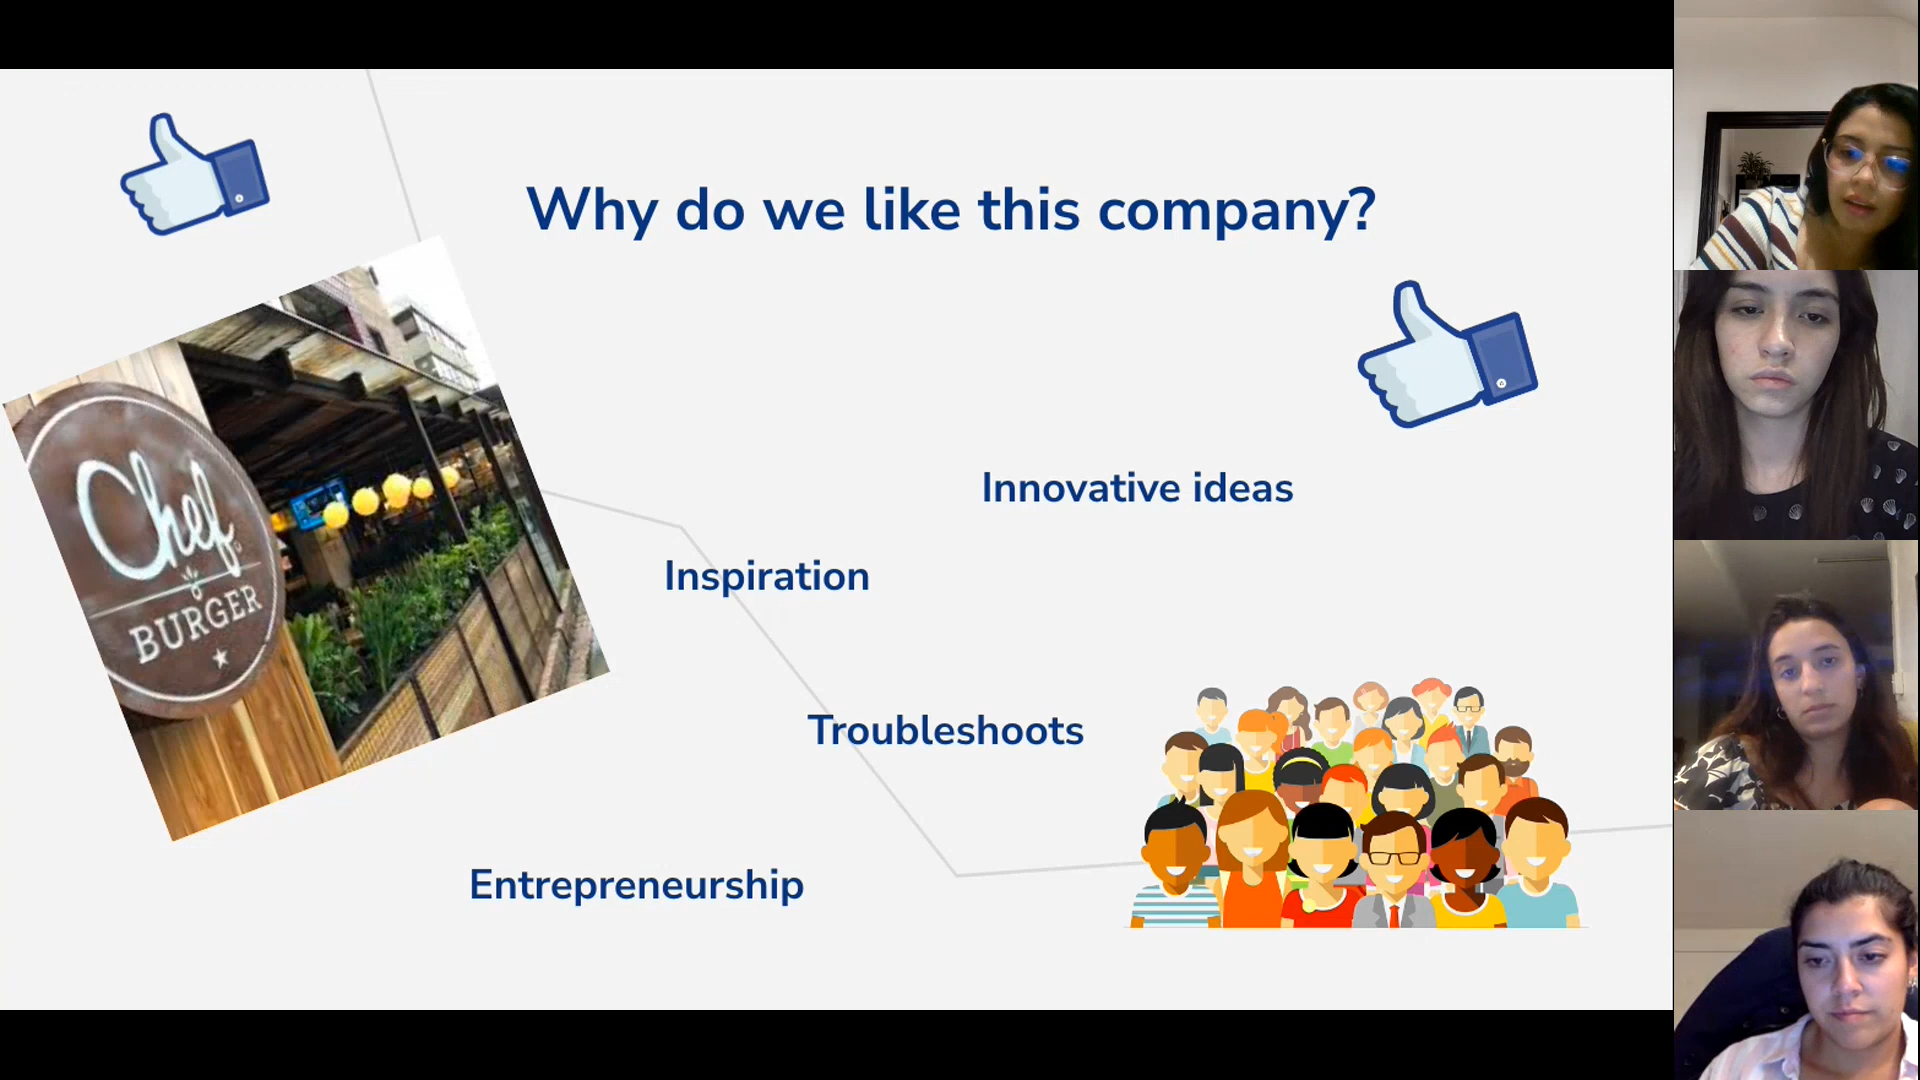 Why do we like this company?
Chef
BURGER
Innovative ideas
Inspiration
Troubleshoots
Entrepreneurship